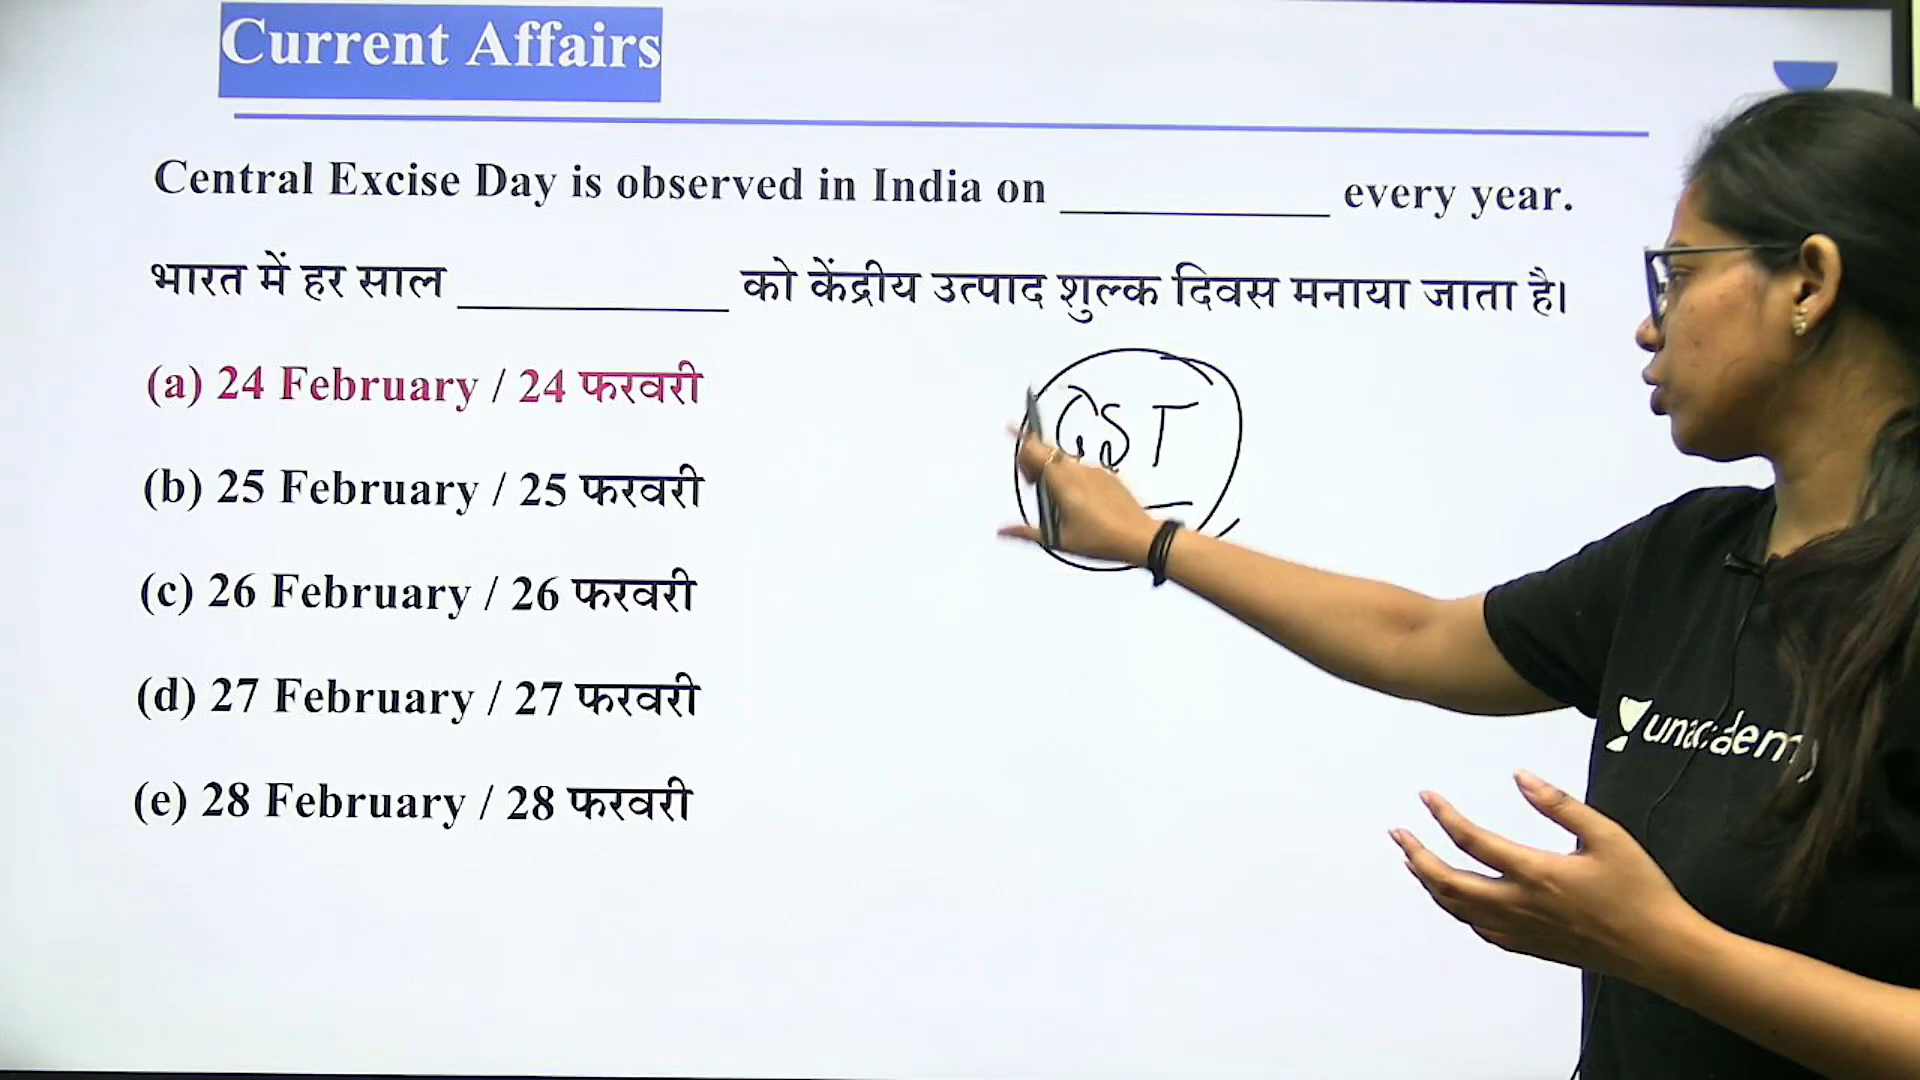 Current Affairs
Central Excise Day is observed in India on __________ every year.
भारत में हर साल __________ को केंद्रीय उत्पाद शुल्क दिवस मनाया जाता है।
(a) 24 February / 24 फरवरी
(b) 25 February / 25 फरवरी
(c) 26 February / 26 फरवरी
(d) 27 February / 27 फरवरी
(e) 28 February / 28 फरवरी
GST
unacademy